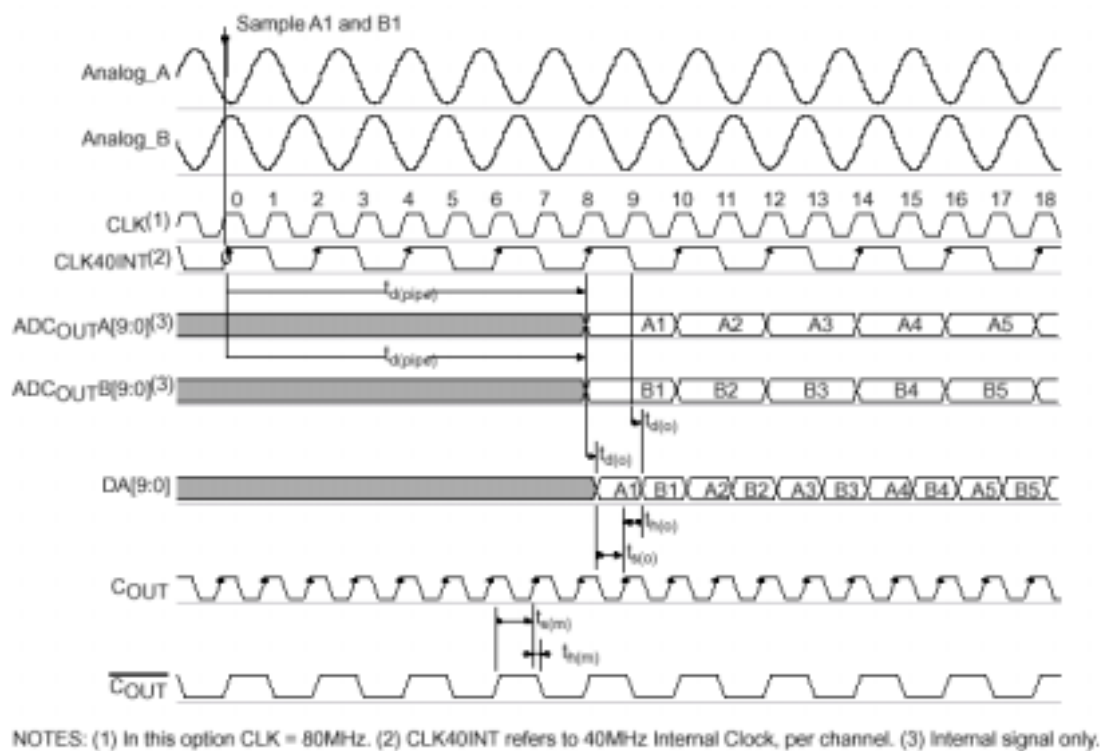 Sample A1 and B1
Analog_A
Analog_B
0 1 2 3 4 5 6 7 8 9 10 11 12 13 14 15 16 17 18
CLK(1)
CLK40INT(2)
td(pipe)
ADCOUTA[9:0](3) A1 A2 A3 A4 A5
td(pipe)
ADCOUTB[9:0](3) B1 B2 B3 B4 B5
td(o)
td(o)
DA[9:0] A1 B1 A2 B2 A3 B3 A4 B4 A5 B5
th(o)
ts(o)
COUT
ts(m)
th(m)
COUT
NOTES: (1) In this option CLK = 80MHz. (2) CLK40INT refers to 40MHz Internal Clock, per channel. (3) Internal signal only.